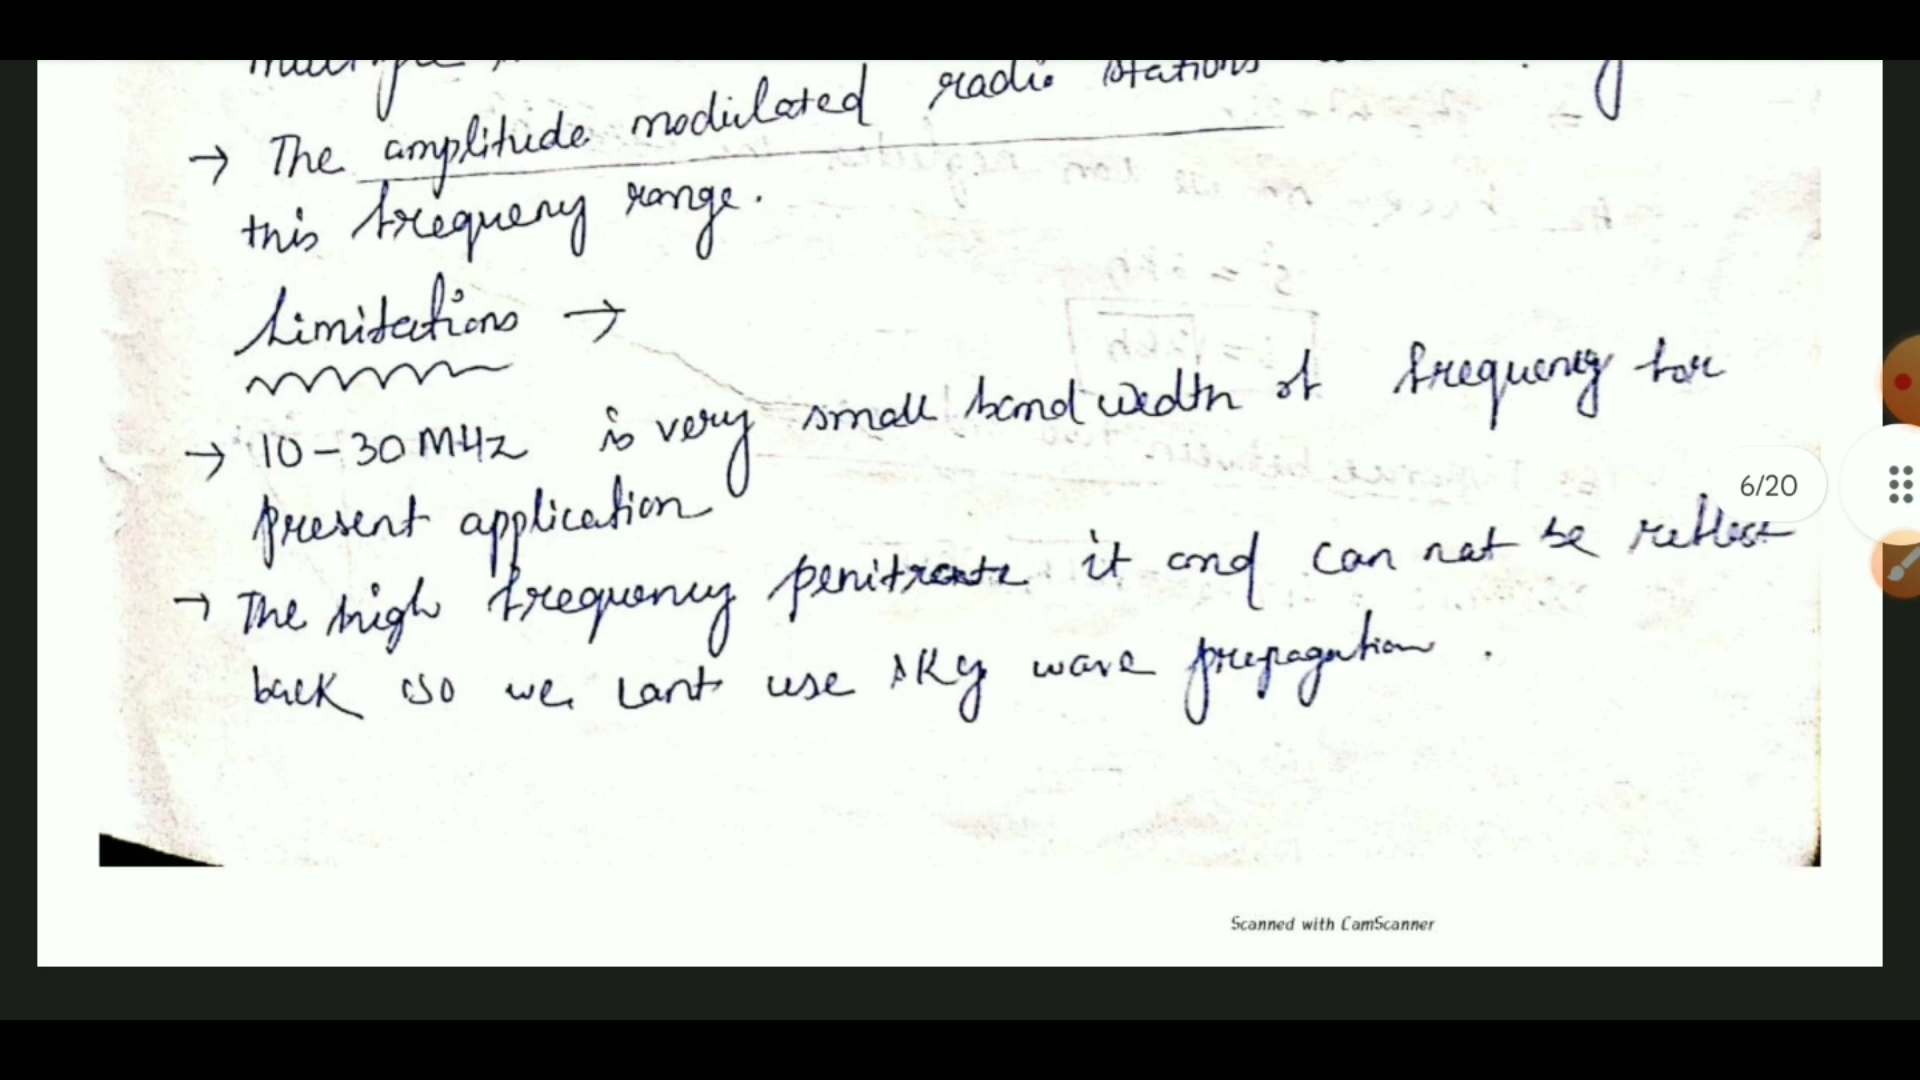 → The amplitude modulated radio stations
this frequency range.
Limitations →
→ 10-30 MHz is very small band width of frequency for
6/20
present application
→ The high frequency penitrate it and can not be reflect
back so we cant use sky wave propagation .
Scanned with CamScanner